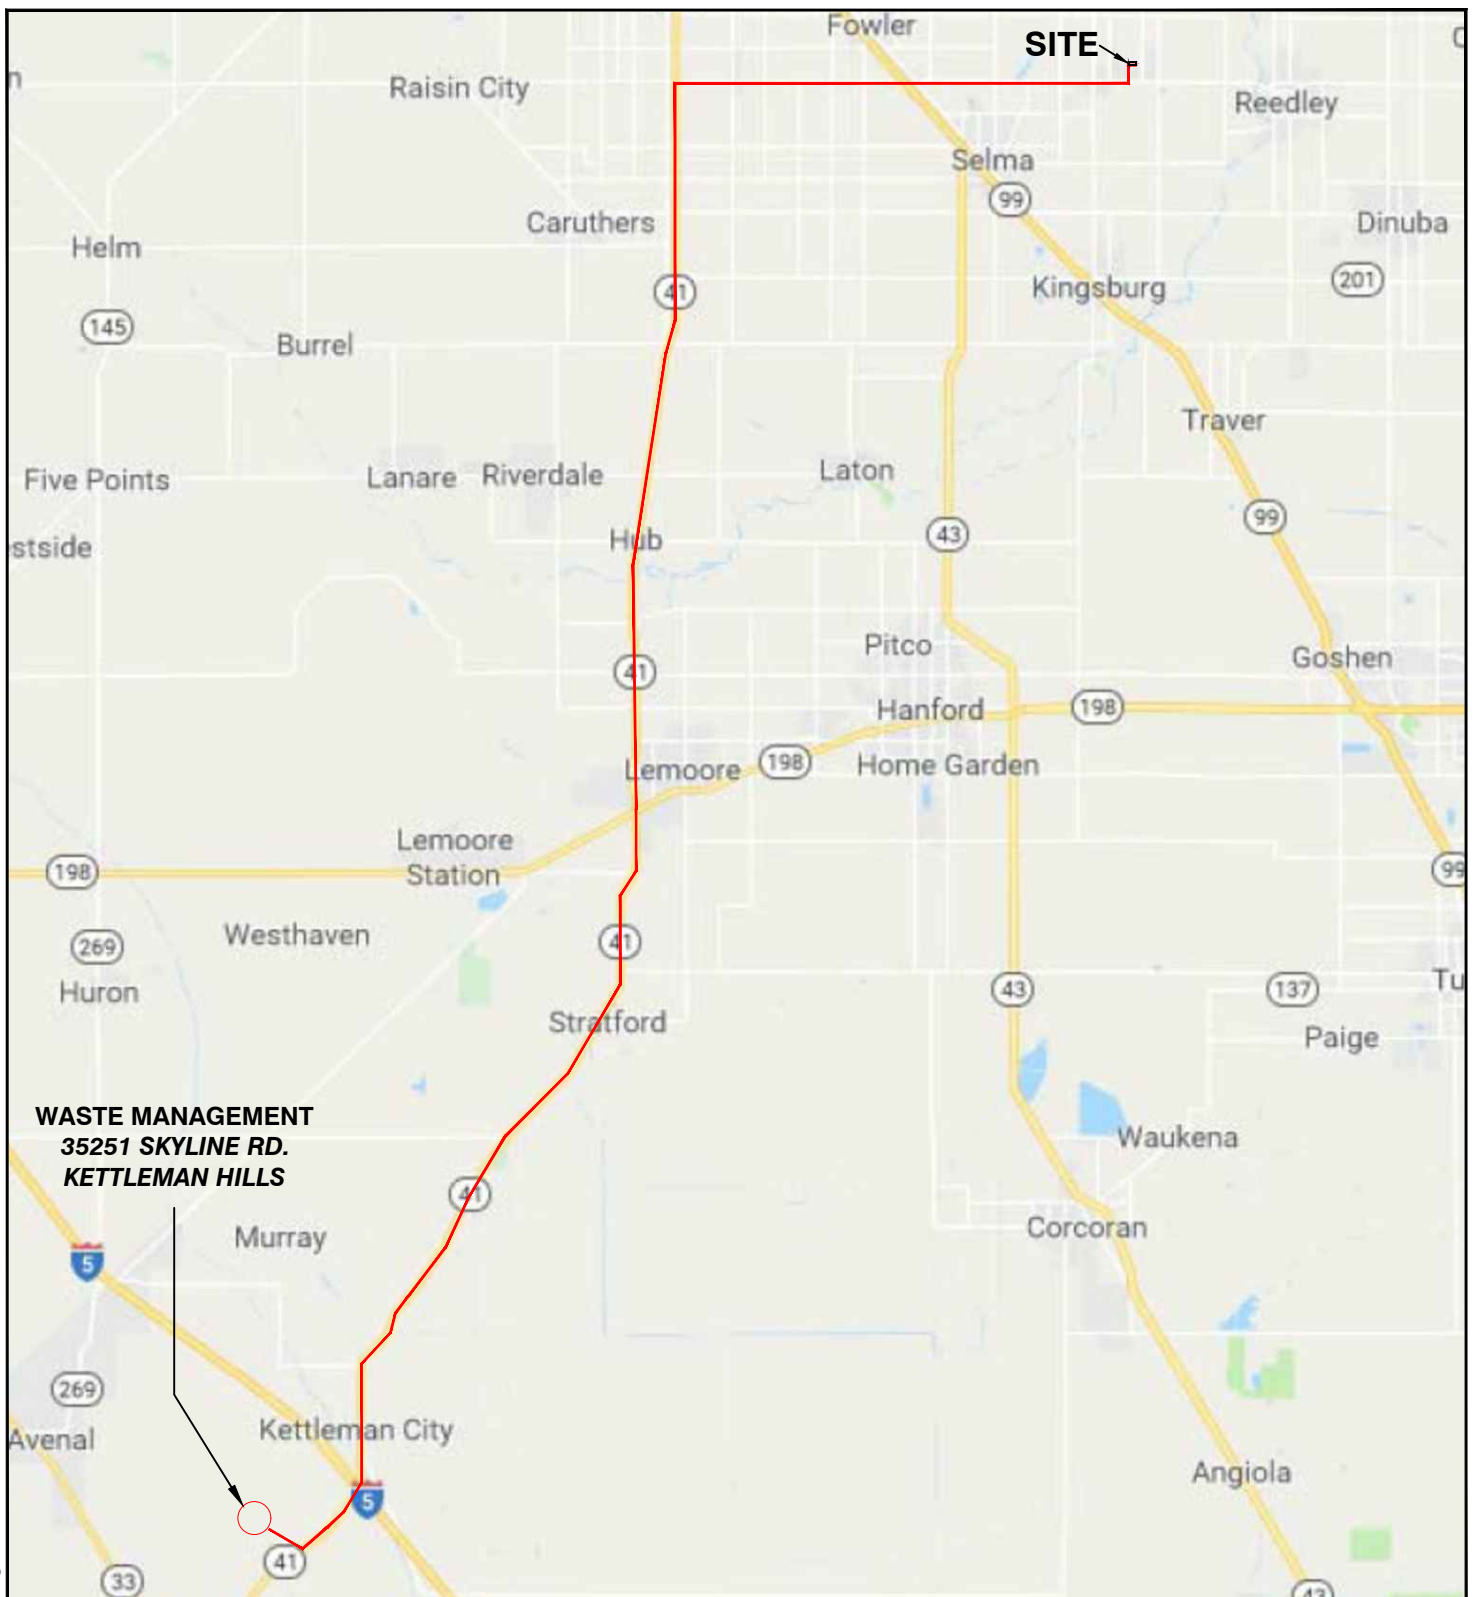 Fowler
SITE
C
n
Raisin City
Reedley
Selma
99
Caruthers
Dinuba
Helm
201
41
Kingsburg
145
Burrel
Traver
Five Points
Lanare
Riverdale
Laton
99
43
Hub
stside
Pitco
41
Goshen
Hanford
198
Lemoore
198
Home Garden
Lemoore
Station
198
99
Westhaven
269
41
Huron
43
137
Tu
Stratford
Paige
WASTE MANAGEMENT
35251 SKYLINE RD.
KETTLEMAN HILLS
Waukena
41
Murray
Corcoran
5
269
Kettleman City
Avenal
Angiola
5
41
33
43